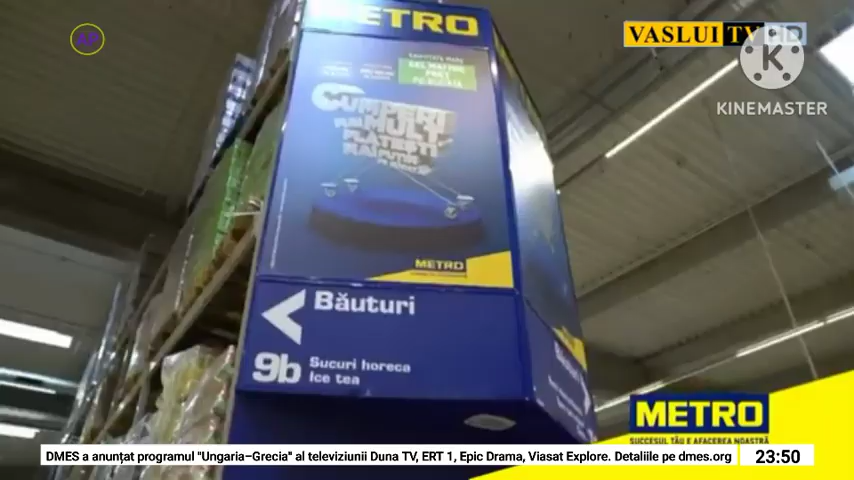 METRO
VASLUI TV HD
AP
K
KINEMASTER
CUMPERI
MULT
PLĂTEȘTI
MAI PUȚIN
METRO
Băuturi
9b
Sucuri horeca
Ice tea
METRO
SUCCESUL TĂU E AFACEREA NOASTRĂ
DMES a anunțat programul "Ungaria–Grecia" al televiziunii Duna TV, ERT 1, Epic Drama, Viasat Explore. Detaliile pe dmes.org
23:50